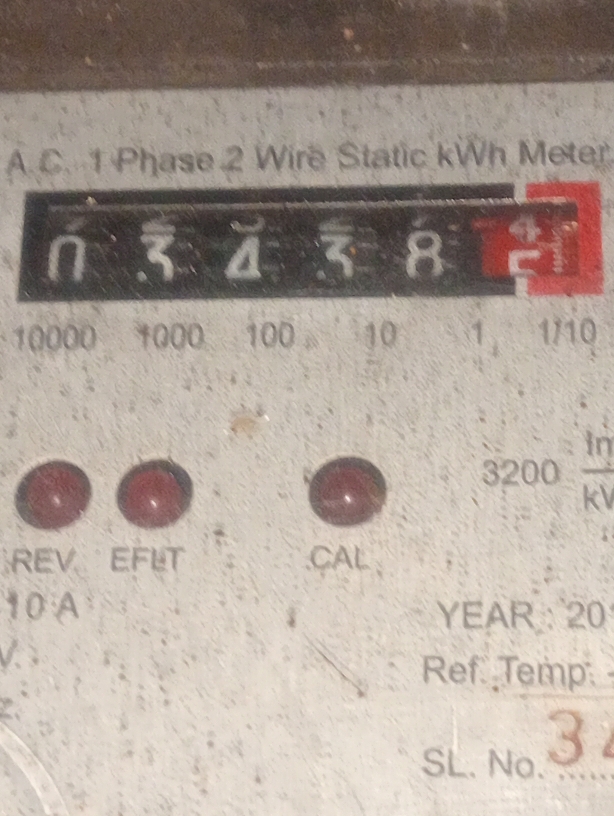 A.C. 1 Phase 2 Wire Static kWh Meter
0 3 4 3 8
10000 1000 100 10 1 1/10
3200
REV EFLT CAL
10 A
YEAR : 20
V.
Ref. Temp.
SL. No. 3